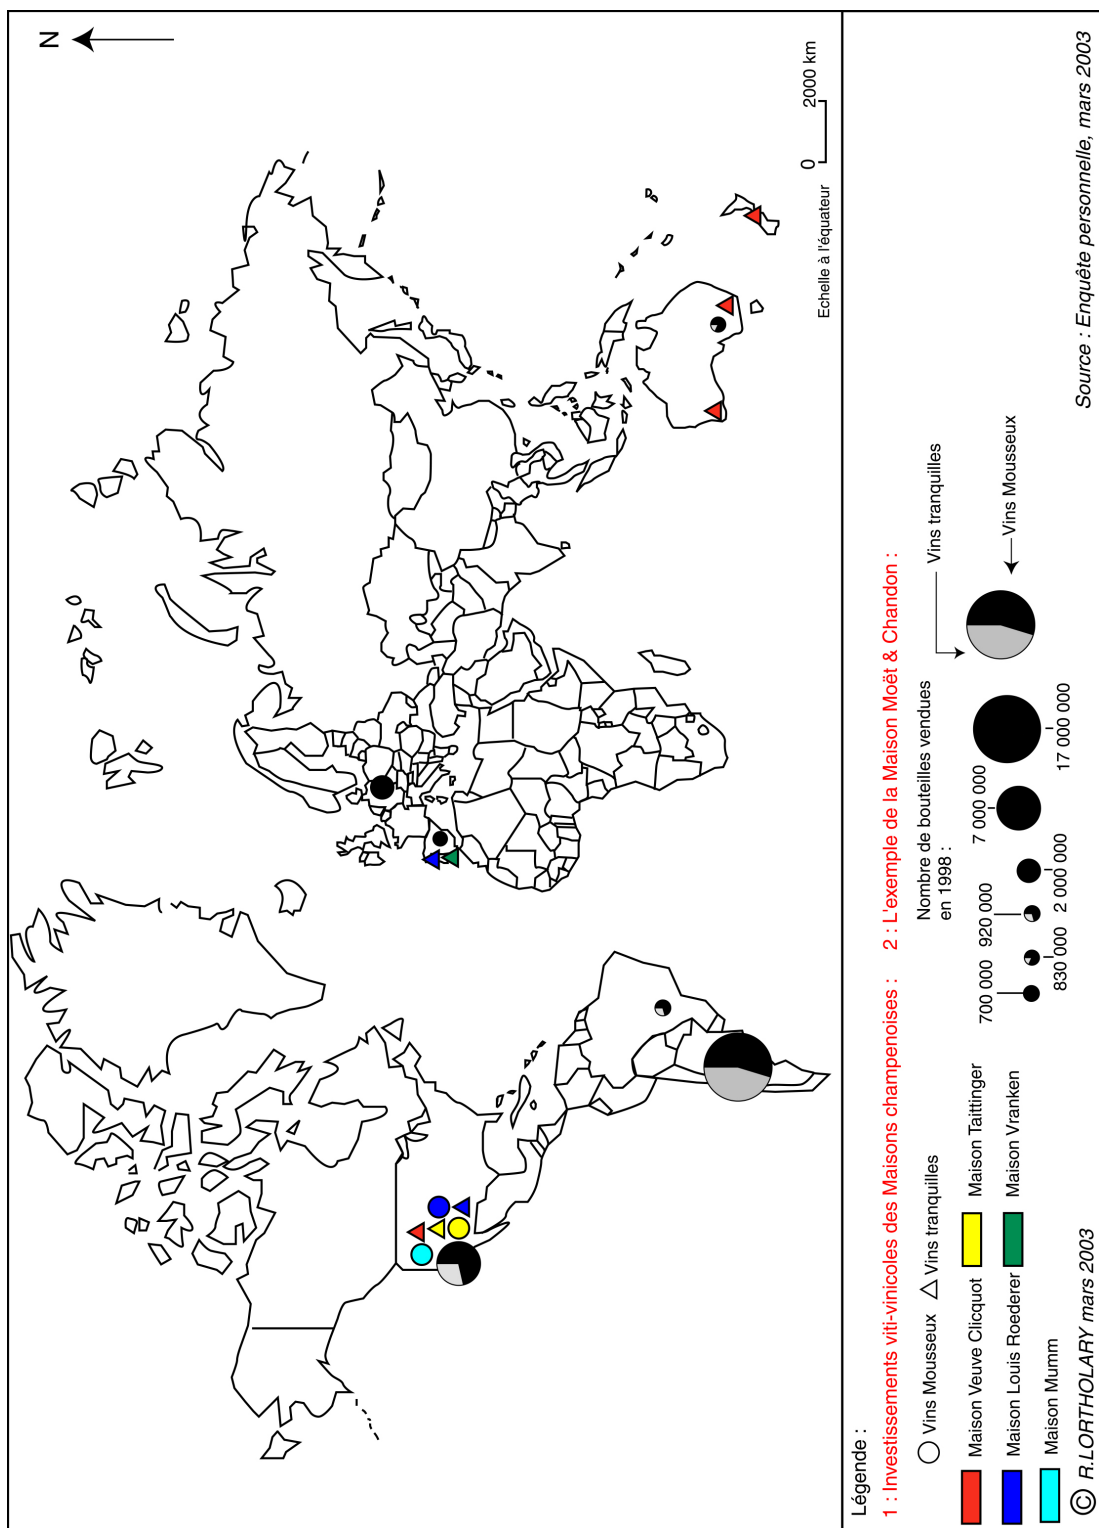 N
0 2000 km
Echelle à l'équateur
Légende :
1 : Investissements viti-vinicoles des Maisons champenoises :
Vins Mousseux
Vins tranquilles
Maison Veuve Clicquot
Maison Taittinger
Maison Louis Roederer
Maison Vranken
Maison Mumm
2 : L'exemple de la Maison Moët & Chandon :
Nombre de bouteilles vendues
en 1998 :
700 000
830 000
920 000
2 000 000
7 000 000
17 000 000
Vins tranquilles
Vins Mousseux
© R.LORTHOLARY mars 2003
Source : Enquête personnelle, mars 2003